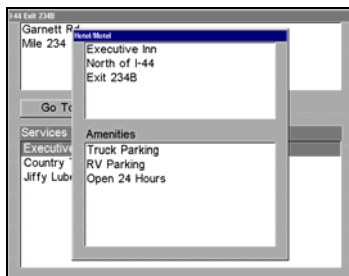 I-44 Exit 234B
Garnett Rd
Mile 234
Go To
Services
Executive
Country
Jiffy Lube
Hotel/Motel
Executive Inn
North of I-44
Exit 234B
Amenities
Truck Parking
RV Parking
Open 24 Hours